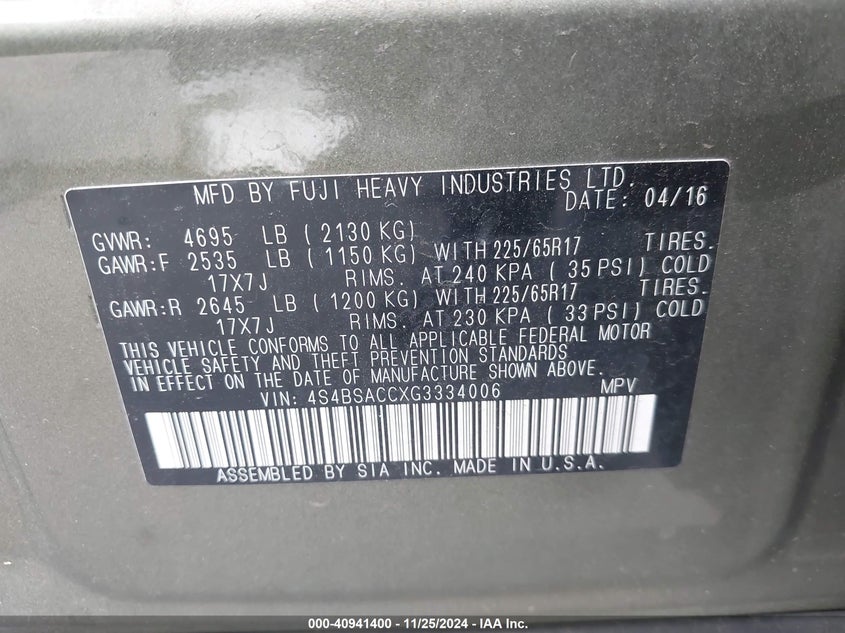 MFD BY FUJI HEAVY INDUSTRIES LTD.
DATE: 04/16
GVWR: 4695 LB ( 2130 KG)
GAWR:F 2535 LB ( 1150 KG) WITH 225/65R17 TIRES.
17X7J RIMS. AT 240 KPA ( 35 PSI) COLD
GAWR:R 2645 LB ( 1200 KG) WITH 225/65R17 TIRES.
17X7J RIMS. AT 230 KPA ( 33 PSI) COLD
THIS VEHICLE CONFORMS TO ALL APPLICABLE FEDERAL MOTOR
VEHICLE SAFETY AND THEFT PREVENTION STANDARDS
IN EFFECT ON THE DATE OF MANUFACTURE SHOWN ABOVE.
VIN: 4S4BSACCXG3334006 MPV
ASSEMBLED BY SIA INC. MADE IN U.S.A.
000-40941400 - 11/25/2024 - IAA Inc.